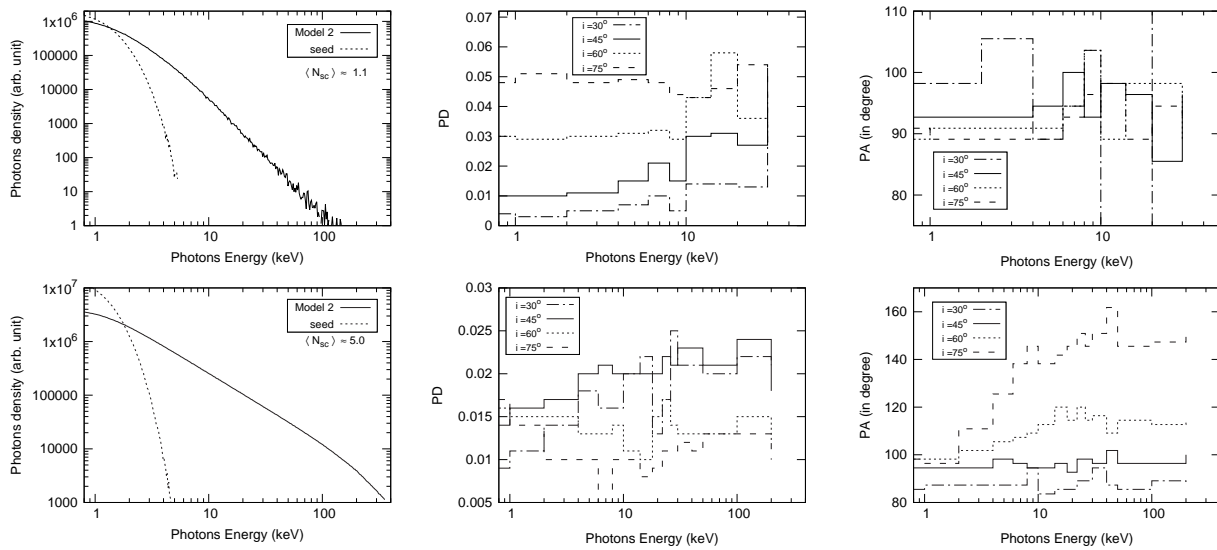 Photons density (arb. unit)
1x10^6
100000
10000
1000
100
10
1
1
10
100
Photons Energy (keV)
Model 2
seed
⟨ N_sc ⟩ ≈ 1.1
PD
0.07
0.06
0.05
0.04
0.03
0.02
0.01
0
1
10
Photons Energy (keV)
i =30°
i =45°
i =60°
i =75°
PA (in degree)
110
100
90
80
1
10
Photons Energy (keV)
i =30°
i =45°
i =60°
i =75°
Photons density (arb. unit)
1x10^7
1x10^6
100000
10000
1000
1
10
100
Photons Energy (keV)
Model 2
seed
⟨ N_sc ⟩ ≈ 5.0
PD
0.03
0.025
0.02
0.015
0.01
0.005
1
10
100
Photons Energy (keV)
i =30°
i =45°
i =60°
i =75°
PA (in degree)
160
140
120
100
80
1
10
100
Photons Energy (keV)
i =30°
i =45°
i =60°
i =75°